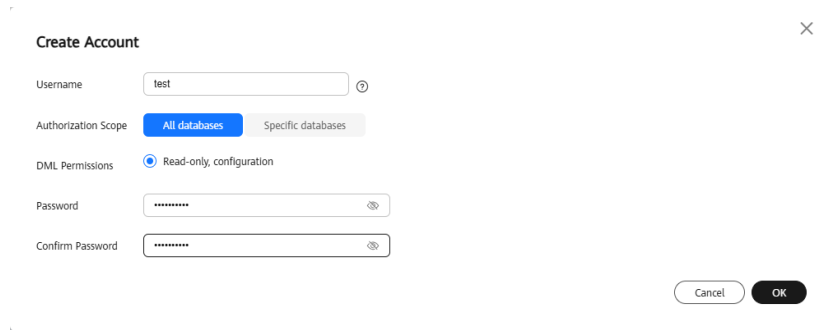 Create Account
Username test
Authorization Scope All databases Specific databases
DML Permissions Read-only, configuration
Password ••••••••••
Confirm Password ••••••••••
Cancel OK